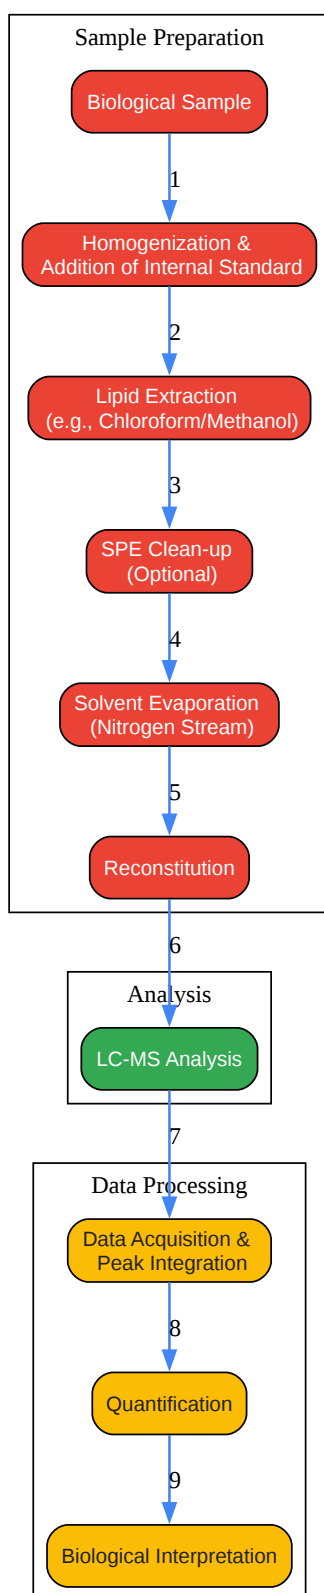 Sample Preparation
Biological Sample
1
Homogenization &
Addition of Internal Standard
2
Lipid Extraction
(e.g., Chloroform/Methanol)
3
SPE Clean-up
(Optional)
4
Solvent Evaporation
(Nitrogen Stream)
5
Reconstitution
6
Analysis
LC-MS Analysis
7
Data Processing
Data Acquisition &
Peak Integration
8
Quantification
9
Biological Interpretation